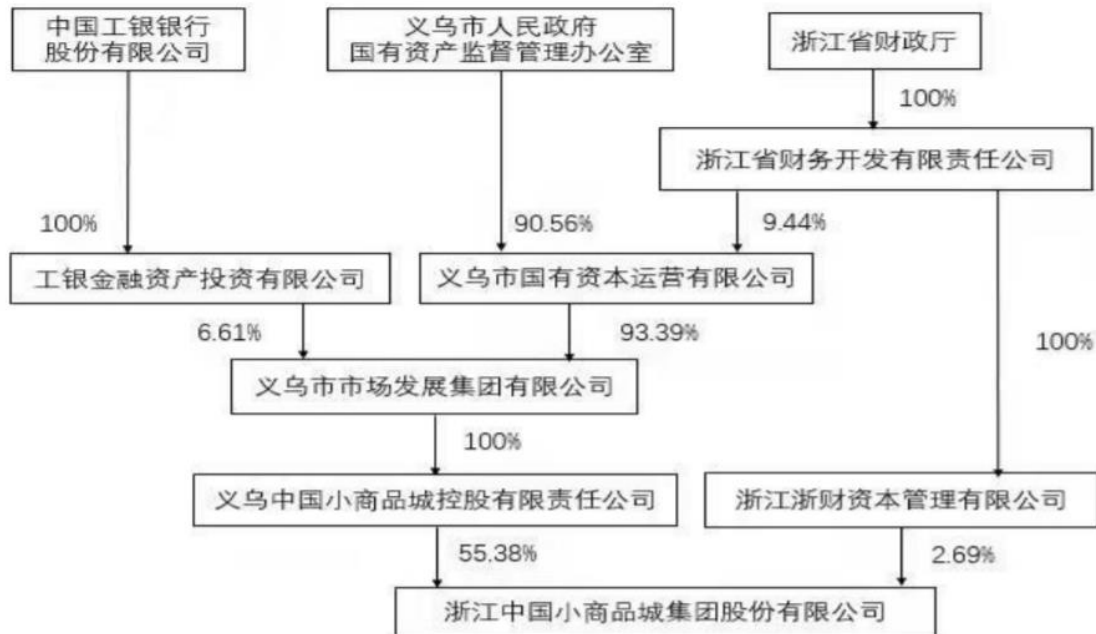 中国工银银行
股份有限公司
义乌市人民政府
国有资产监督管理办公室
浙江省财政厅
100%
浙江省财务开发有限责任公司
100%
90.56%
9.44%
工银金融资产投资有限公司
义乌市国有资本运营有限公司
6.61%
93.39%
100%
义乌市市场发展集团有限公司
100%
义乌中国小商品城控股有限责任公司
浙江浙财资本管理有限公司
55.38%
2.69%
浙江中国小商品城集团股份有限公司